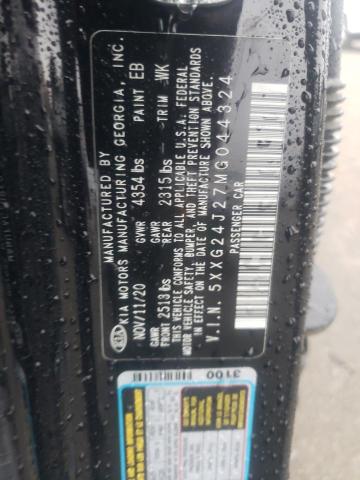 MANUFACTURED BY
KIA KIA MOTORS MANUFACTURING GEORGIA, INC.
NOV/11/20 GVWR 4354 lbs PAINT EB
GAWR FRONT 2513 lbs GAWR REAR 2315 lbs TRIM WK
THIS VEHICLE CONFORMS TO ALL APPLICABLE U.S.A. FEDERAL
MOTOR VEHICLE SAFETY, BUMPER, AND THEFT PREVENTION STANDARDS
IN EFFECT ON THE DATE OF MANUFACTURE SHOWN ABOVE.
V.I.N. 5XXG24J27MG044324
PASSENGER CAR
3100